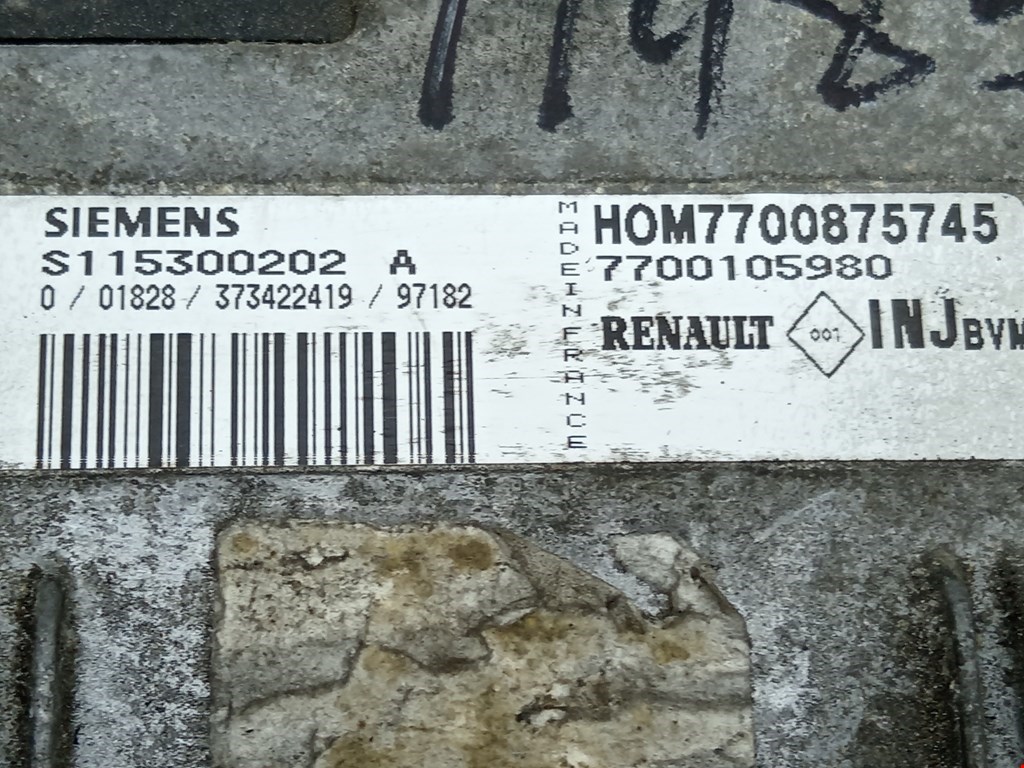 SIEMENS
S115300202 A
0 / 01828 / 373422419 / 97182
MADE IN FRANCE
HOM7700875745
7700105980
RENAULT 001 INJ BVM